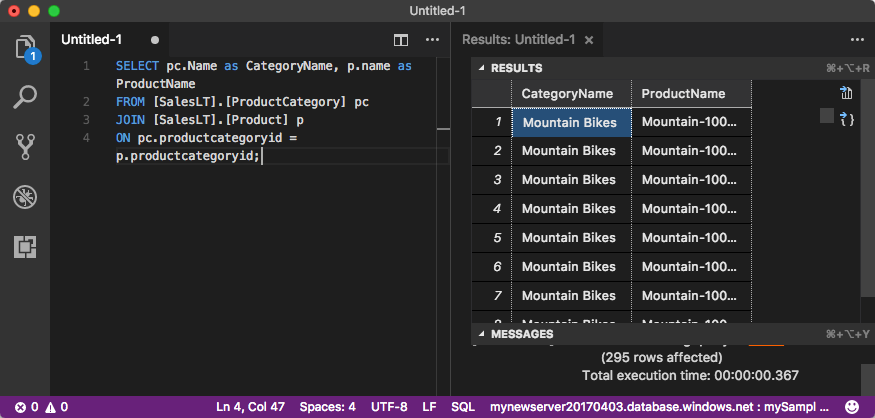 Untitled-1
1
Untitled-1
Results: Untitled-1
1 SELECT pc.Name as CategoryName, p.name as
ProductName
2 FROM [SalesLT].[ProductCategory] pc
3 JOIN [SalesLT].[Product] p
4 ON pc.productcategoryid =
p.productcategoryid;
RESULTS ⌘+⌥+R
CategoryName ProductName
1 Mountain Bikes Mountain-100...
2 Mountain Bikes Mountain-100...
3 Mountain Bikes Mountain-100...
4 Mountain Bikes Mountain-100...
5 Mountain Bikes Mountain-100...
6 Mountain Bikes Mountain-100...
7 Mountain Bikes Mountain-100...
MESSAGES ⌘+⌥+Y
(295 rows affected)
Total execution time: 00:00:00.367
0 0 Ln 4, Col 47 Spaces: 4 UTF-8 LF SQL mynewserver20170403.database.windows.net : mySampl ...